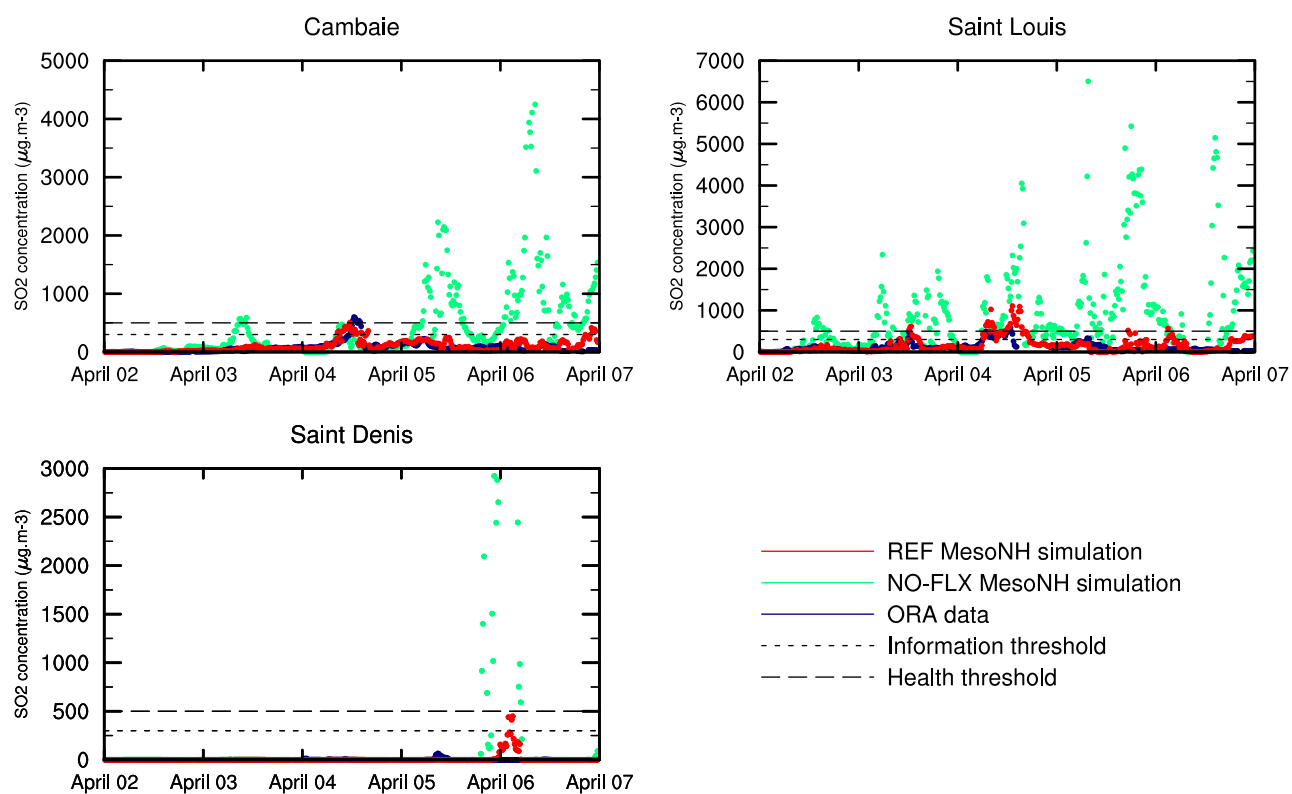 Cambaie
SO2 concentration (µg.m-3)
5000
4000
3000
2000
1000
0
April 02 April 03 April 04 April 05 April 06 April 07
Saint Louis
SO2 concentration (µg.m-3)
7000
6000
5000
4000
3000
2000
1000
0
April 02 April 03 April 04 April 05 April 06 April 07
Saint Denis
SO2 concentration (µg.m-3)
3000
2500
2000
1500
1000
500
0
April 02 April 03 April 04 April 05 April 06 April 07
REF MesoNH simulation
NO-FLX MesoNH simulation
ORA data
Information threshold
Health threshold